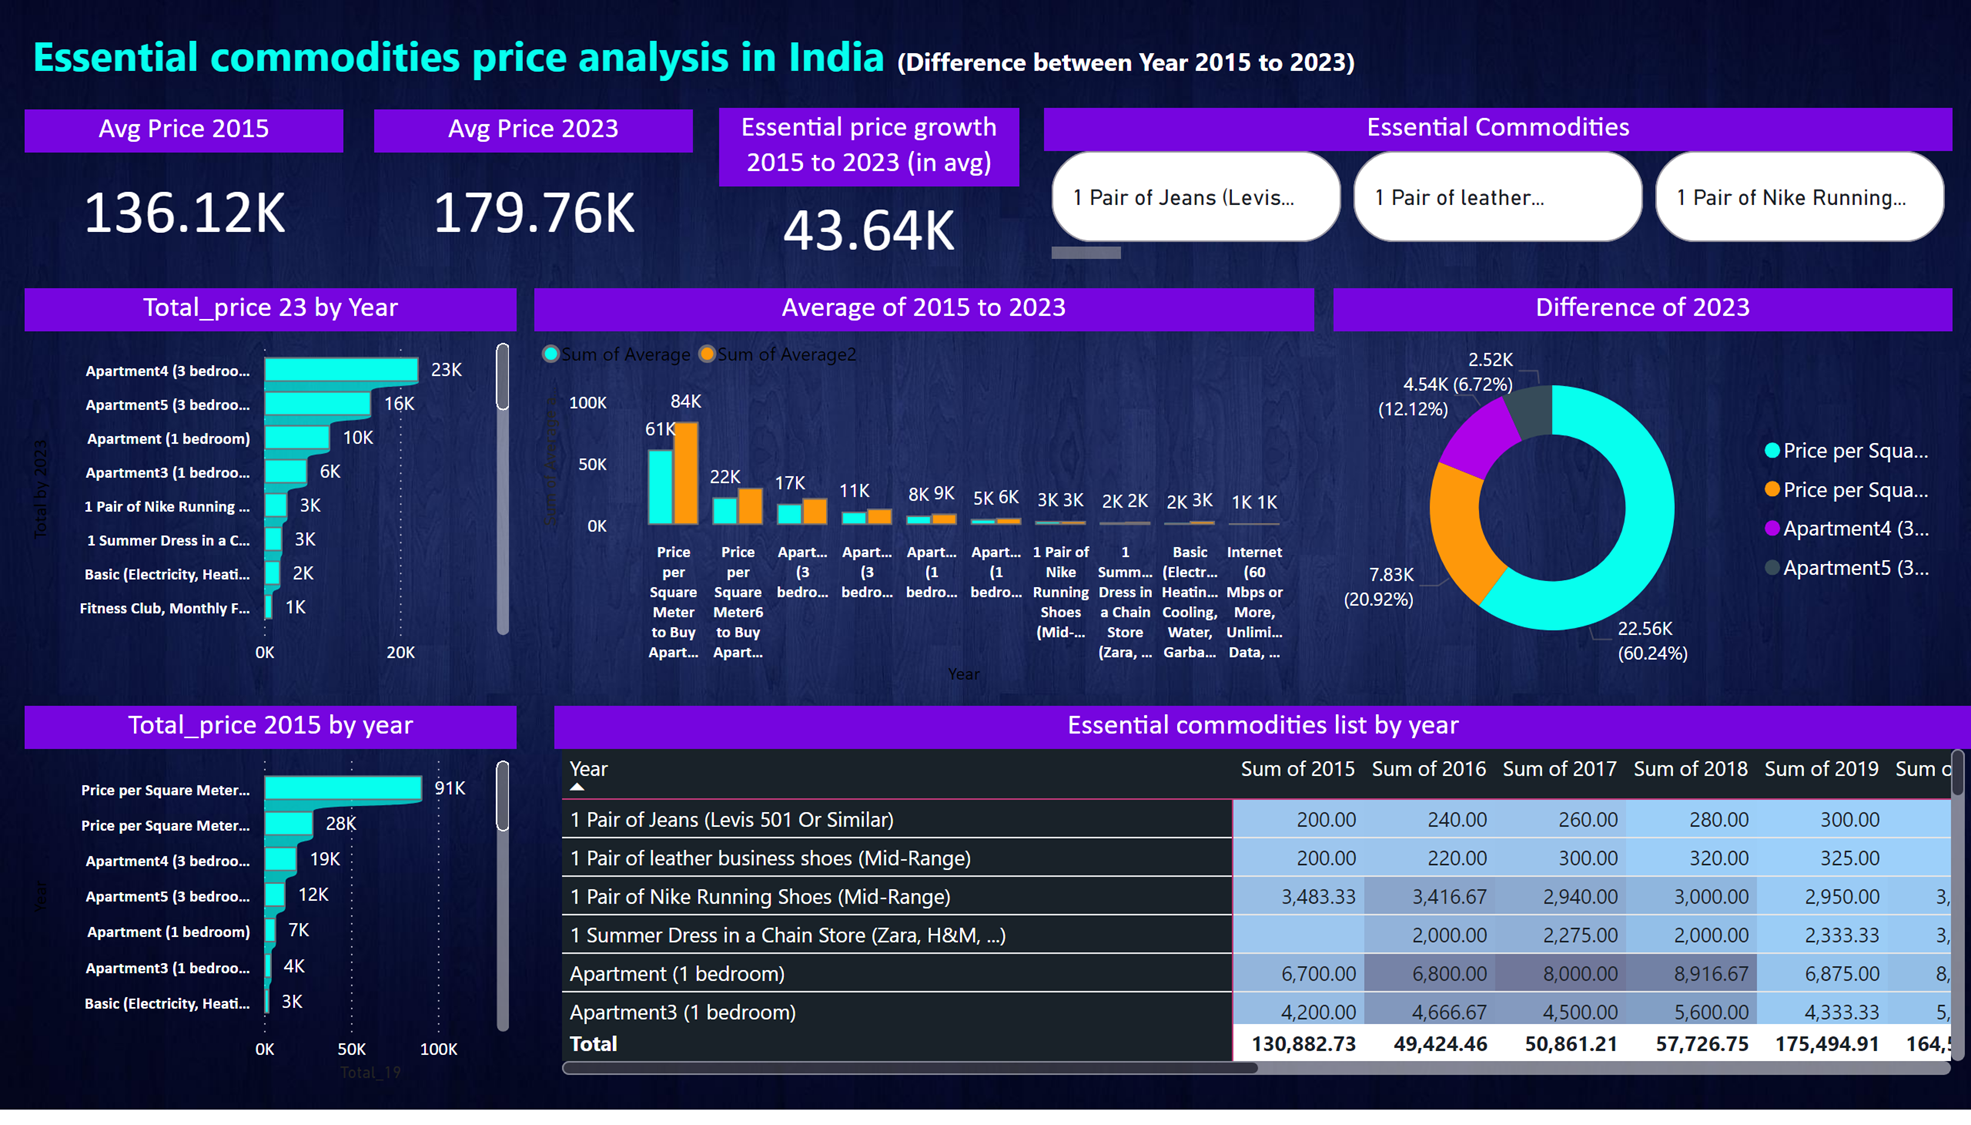 Essential commodities price analysis in India (Difference between Year 2015 to 2023)
Avg Price 2015
136.12K
Avg Price 2023
179.76K
Essential price growth
2015 to 2023 (in avg)
43.64K
Essential Commodities
1 Pair of Jeans (Levis...
1 Pair of leather...
1 Pair of Nike Running...
Total_price 23 by Year
Total by 2023
Apartment4 (3 bedroo... 23K
Apartment5 (3 bedroo... 16K
Apartment (1 bedroom) 10K
Apartment3 (1 bedroo... 6K
1 Pair of Nike Running ... 3K
1 Summer Dress in a C... 3K
Basic (Electricity, Heati... 2K
Fitness Club, Monthly F... 1K
0K 20K
Average of 2015 to 2023
Sum of Average Sum of Average2
100K
50K
0K
61K 84K
22K
17K
11K
8K 9K
5K 6K
3K 3K
2K 2K
2K 3K
1K 1K
Price
per
Square
Meter
to Buy
Apart...
Price
per
Square
Meter6
to Buy
Apart...
Apart...
(3
bedro...
Apart...
(3
bedro...
Apart...
(1
bedro...
Apart...
(1
bedro...
1 Pair of
Nike
Running
Shoes
(Mid-...
1
Summ...
Dress in
a Chain
Store
(Zara, ...
Basic
(Electr...
Heatin...
Cooling,
Water,
Garba...
Internet
(60
Mbps or
More,
Unlimi...
Data, ...
Year
Difference of 2023
2.52K
(6.72%)
4.54K
(12.12%)
7.83K
(20.92%)
22.56K
(60.24%)
Price per Squa...
Price per Squa...
Apartment4 (3...
Apartment5 (3...
Total_price 2015 by year
Year
Price per Square Meter... 91K
Price per Square Meter... 28K
Apartment4 (3 bedroo... 19K
Apartment5 (3 bedroo... 12K
Apartment (1 bedroom) 7K
Apartment3 (1 bedroo... 4K
Basic (Electricity, Heati... 3K
0K 50K 100K
Total_19
Essential commodities list by year
Year Sum of 2015 Sum of 2016 Sum of 2017 Sum of 2018 Sum of 2019 Sum o
1 Pair of Jeans (Levis 501 Or Similar) 200.00 240.00 260.00 280.00 300.00
1 Pair of leather business shoes (Mid-Range) 200.00 220.00 300.00 320.00 325.00
1 Pair of Nike Running Shoes (Mid-Range) 3,483.33 3,416.67 2,940.00 3,000.00 2,950.00 3,
1 Summer Dress in a Chain Store (Zara, H&M, ...) 2,000.00 2,275.00 2,000.00 2,333.33 3,
Apartment (1 bedroom) 6,700.00 6,800.00 8,000.00 8,916.67 6,875.00 8,
Apartment3 (1 bedroom) 4,200.00 4,666.67 4,500.00 5,600.00 4,333.33 5,
Total 130,882.73 49,424.46 50,861.21 57,726.75 175,494.91 164,5